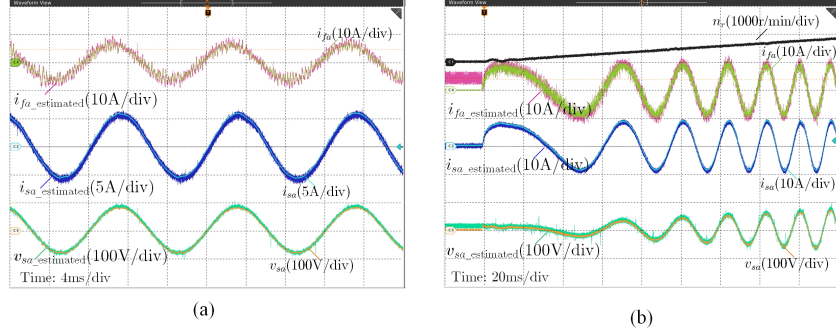 Waveform View
i_fa(10A/div)
i_fa_estimated(10A/div)
i_sa_estimated(5A/div)
i_sa(5A/div)
v_sa_estimated(100V/div)
v_sa(100V/div)
Time: 4ms/div
(a)
Waveform View
n_r(1000r/min/div)
i_fa(10A/div)
i_fa_estimated(10A/div)
i_sa_estimated(10A/div)
i_sa(10A/div)
v_sa_estimated(100V/div)
v_sa(100V/div)
Time: 20ms/div
(b)